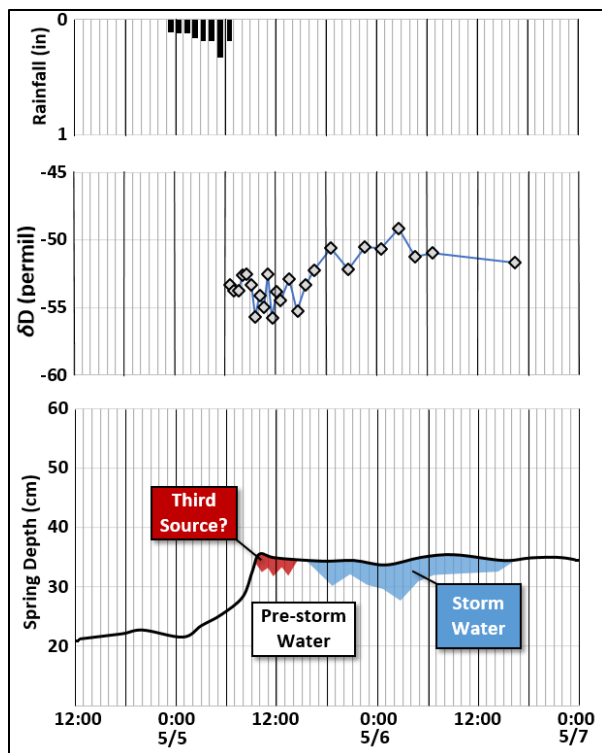 0
Rainfall (in)
1
-45
-50
δD (permil)
-55
-60
60
50
40
Spring Depth (cm)
30
20
Third
Source?
Pre-storm
Water
Storm
Water
12:00 0:00 12:00 0:00 12:00 0:00
5/5 5/6 5/7